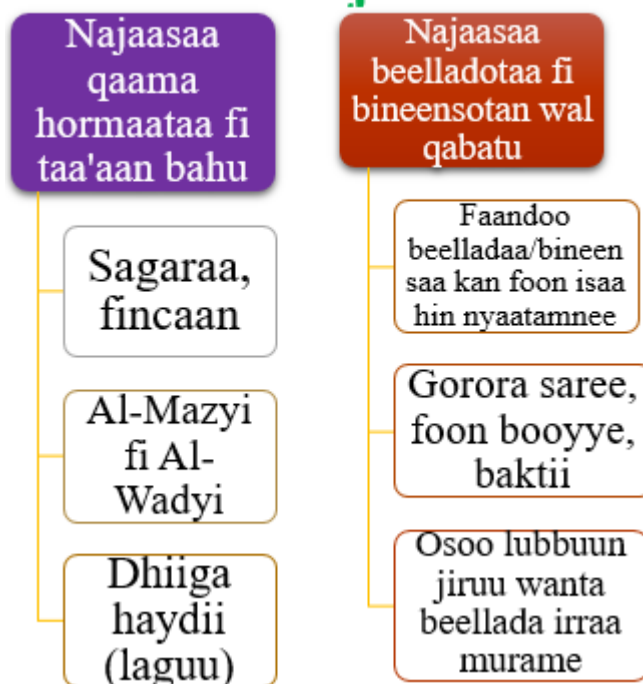 Najaasaa
qaama
hormaataa fi
taa'aan bahu
Sagaraa,
fincaan
Al-Mazyi
fi Al-
Wadyi
Dhiiga
haydii
(laguu)
Najaasaa
beelladotaa fi
bineensotan wal
qabatu
Faandoo
beelladaa/bineen
saa kan foon isaa
hin nyaatamnee
Gorora saree,
foon booyye,
baktii
Osoo lubbuun
jiruu wanta
beellada irraa
murame